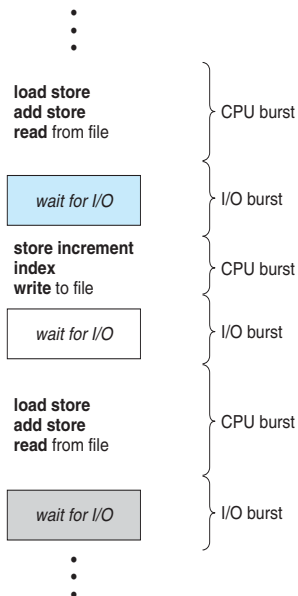 load store
add store
read from file
CPU burst
wait for I/O
I/O burst
store increment
index
write to file
CPU burst
wait for I/O
I/O burst
load store
add store
read from file
CPU burst
wait for I/O
I/O burst